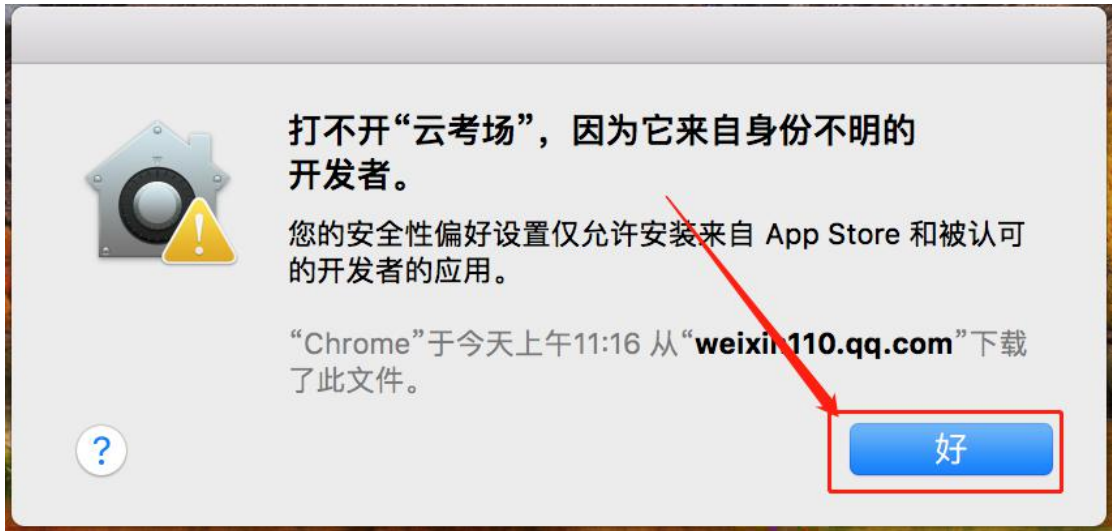 打不开“云考场”，因为它来自身份不明的
开发者。
您的安全性偏好设置仅允许安装来自 App Store 和被认可
的开发者的应用。
“Chrome”于今天上午11:16 从“weixin110.qq.com”下载
了此文件。
?
好